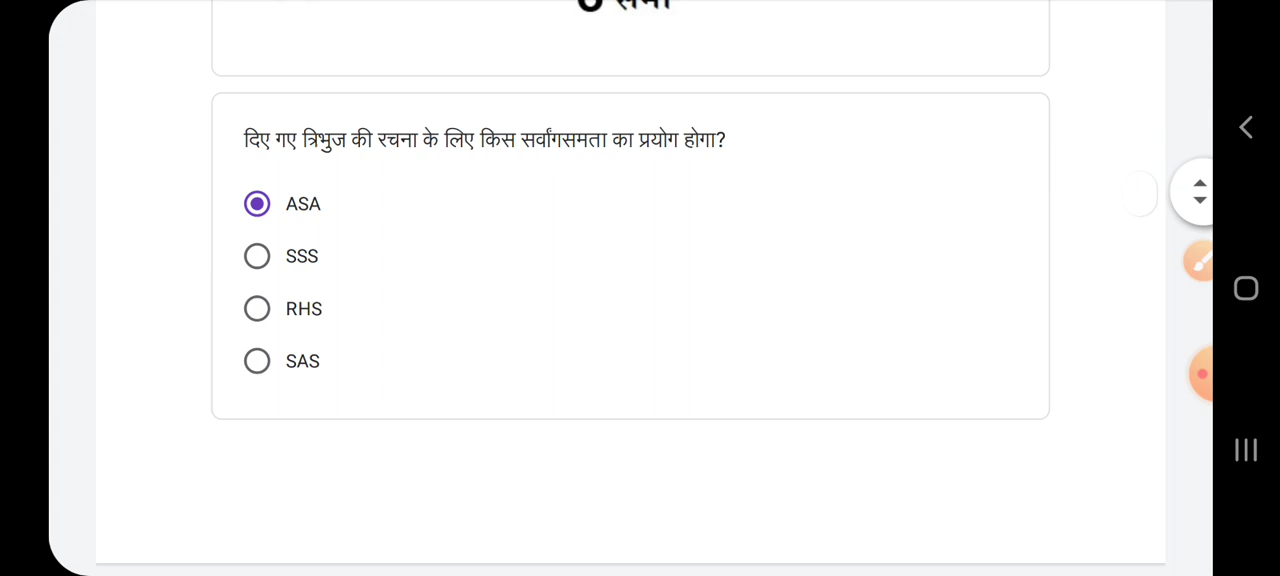 दिए गए त्रिभुज की रचना के लिए किस सर्वांगसमता का प्रयोग होगा?
ASA
SSS
RHS
SAS